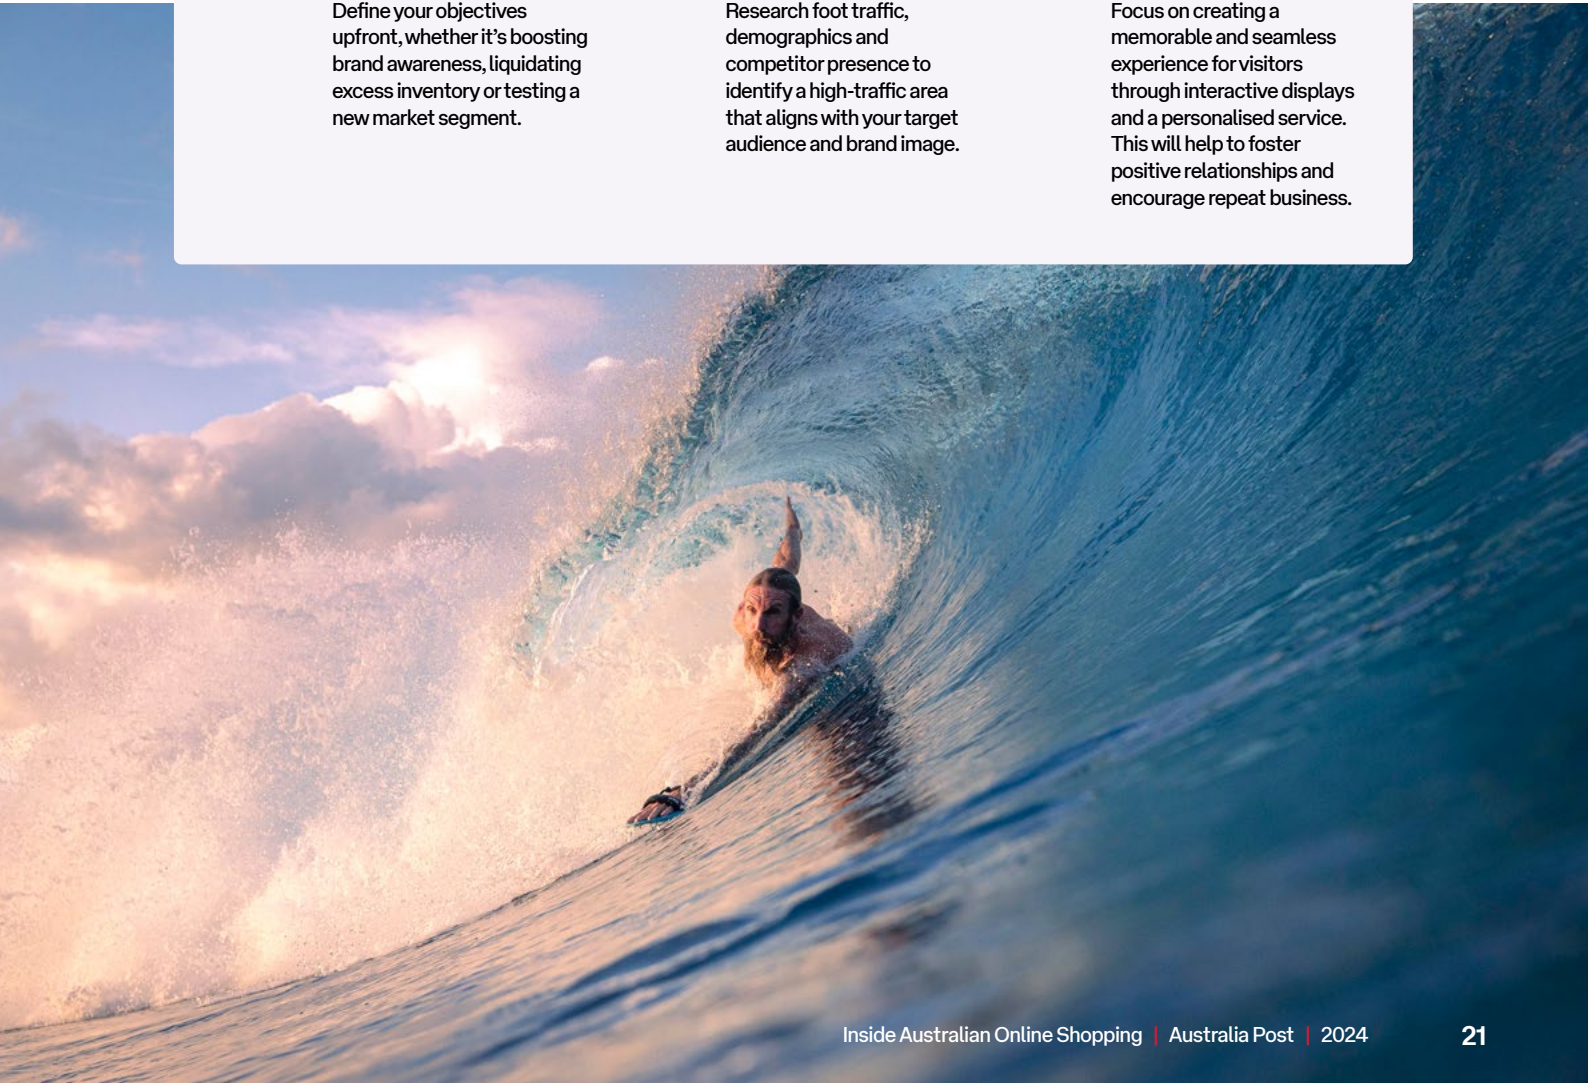 Define your objectives
upfront, whether it’s boosting
brand awareness, liquidating
excess inventory or testing a
new market segment.
Research foot traffic,
demographics and
competitor presence to
identify a high-traffic area
that aligns with your target
audience and brand image.
Focus on creating a
memorable and seamless
experience for visitors
through interactive displays
and a personalised service.
This will help to foster
positive relationships and
encourage repeat business.
Inside Australian Online Shopping | Australia Post | 2024 21